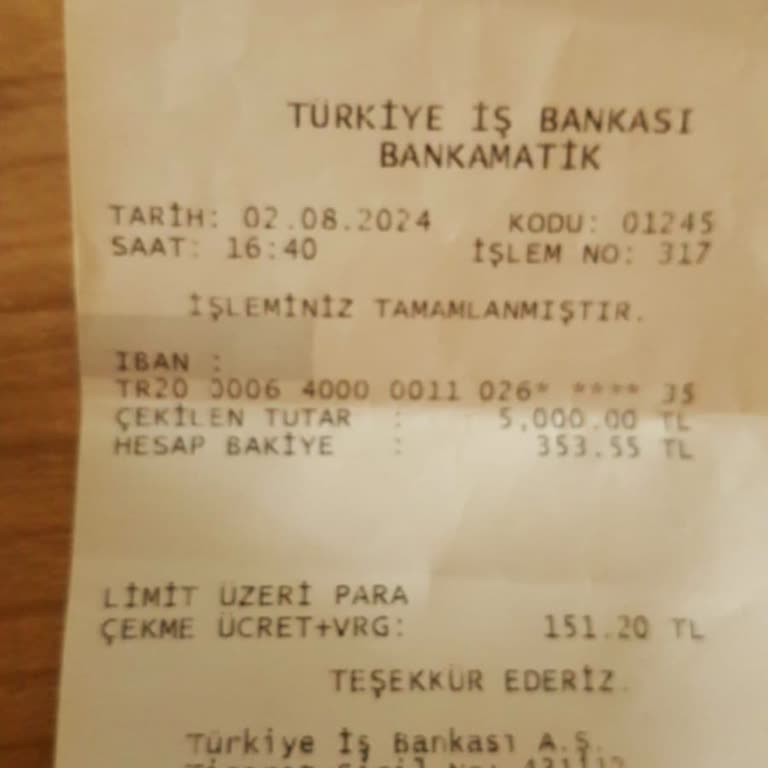 TÜRKİYE İŞ BANKASI
BANKAMATİK
TARİH: 02.08.2024 KODU: 01245
SAAT: 16:40 İŞLEM NO: 317
İŞLEMİNİZ TAMAMLANMIŞTIR.
IBAN :
TR20 0006 4000 0011 026* **** 35
ÇEKİLEN TUTAR : 5,000.00 TL
HESAP BAKİYE : 353.55 TL
LİMİT ÜZERİ PARA
ÇEKME ÜCRET+VRG: 151.20 TL
TEŞEKKÜR EDERİZ.
Türkiye İş Bankası A.Ş.